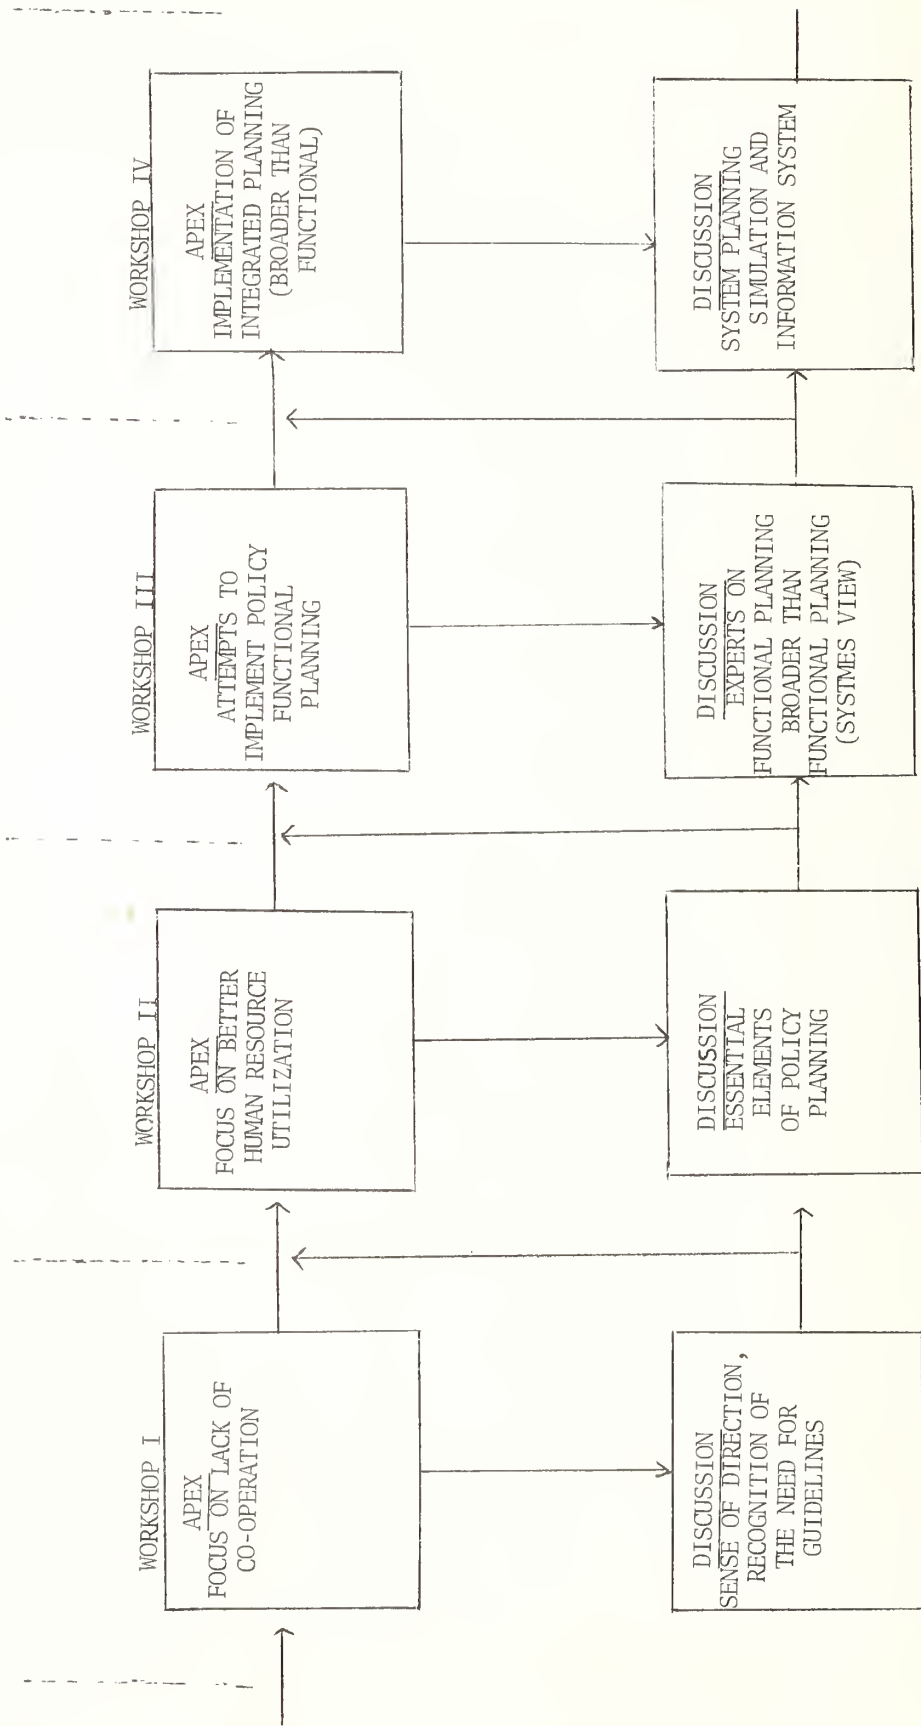 WORKSHOP I
APEX
FOCUS ON LACK OF
CO-OPERATION
DISCUSSION
SENSE OF DIRECTION,
RECOGNITION OF
THE NEED FOR
GUIDELINES
WORKSHOP II
APEX
FOCUS ON BETTER
HUMAN RESOURCE
UTILIZATION
DISCUSSION
ESSENTIAL
ELEMENTS
OF POLICY
PLANNING
WORKSHOP III
APEX
ATTEMPTS TO
IMPLEMENT POLICY
FUNCTIONAL
PLANNING
DISCUSSION
EXPERTS ON
FUNCTIONAL PLANNING
BROADER THAN
FUNCTIONAL PLANNING
(SYSTMES VIEW)
WORKSHOP IV
APEX
IMPLEMENTATION OF
INTEGRATED PLANNING
(BROADER THAN
FUNCTIONAL)
DISCUSSION
SYSTEM PLANNING
SIMULATION AND
INFORMATION SYSTEM